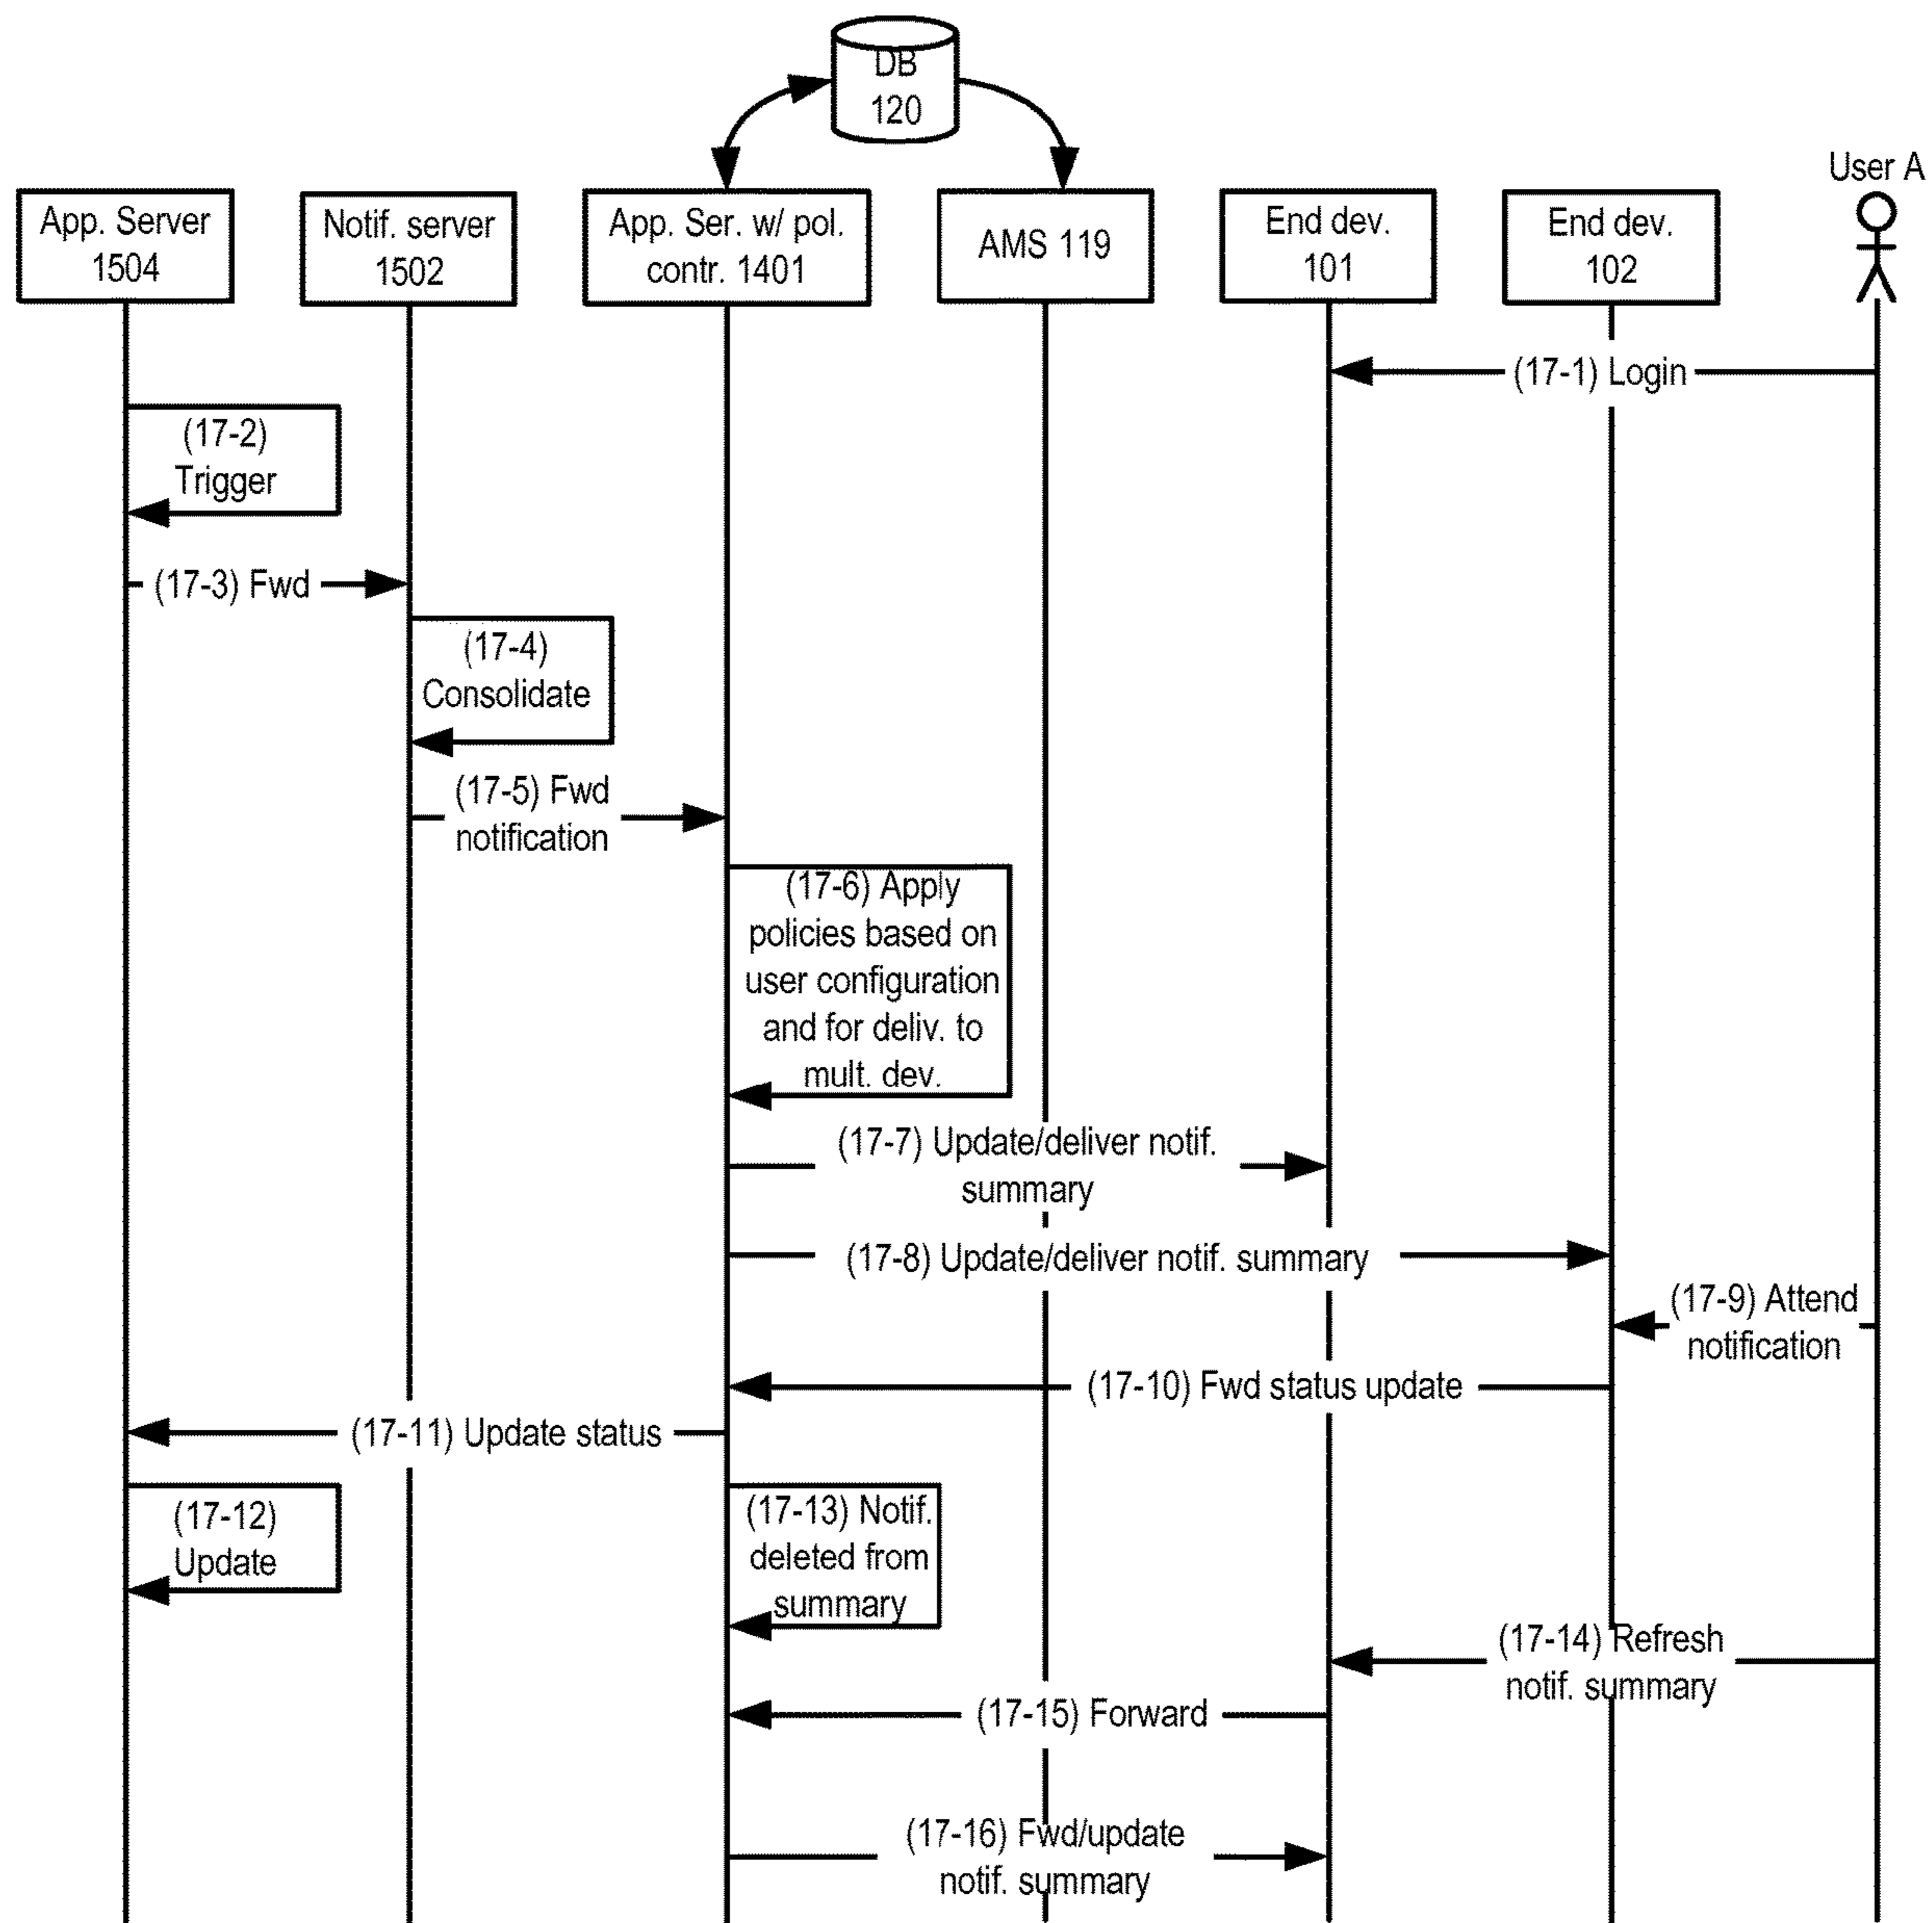 DB
120
User A
App. Server
1504
Notif. server
1502
App. Ser. w/ pol.
contr. 1401
AMS 119
End dev.
101
End dev.
102
(17-1) Login
(17-2)
Trigger
(17-3) Fwd
(17-4)
Consolidate
(17-5) Fwd
notification
(17-6) Apply
policies based on
user configuration
and for deliv. to
mult. dev.
(17-7) Update/deliver notif.
summary
(17-8) Update/deliver notif. summary
(17-9) Attend
notification
(17-10) Fwd status update
(17-11) Update status
(17-12)
Update
(17-13) Notif.
deleted from
summary
(17-14) Refresh
notif. summary
(17-15) Forward
(17-16) Fwd/update
notif. summary